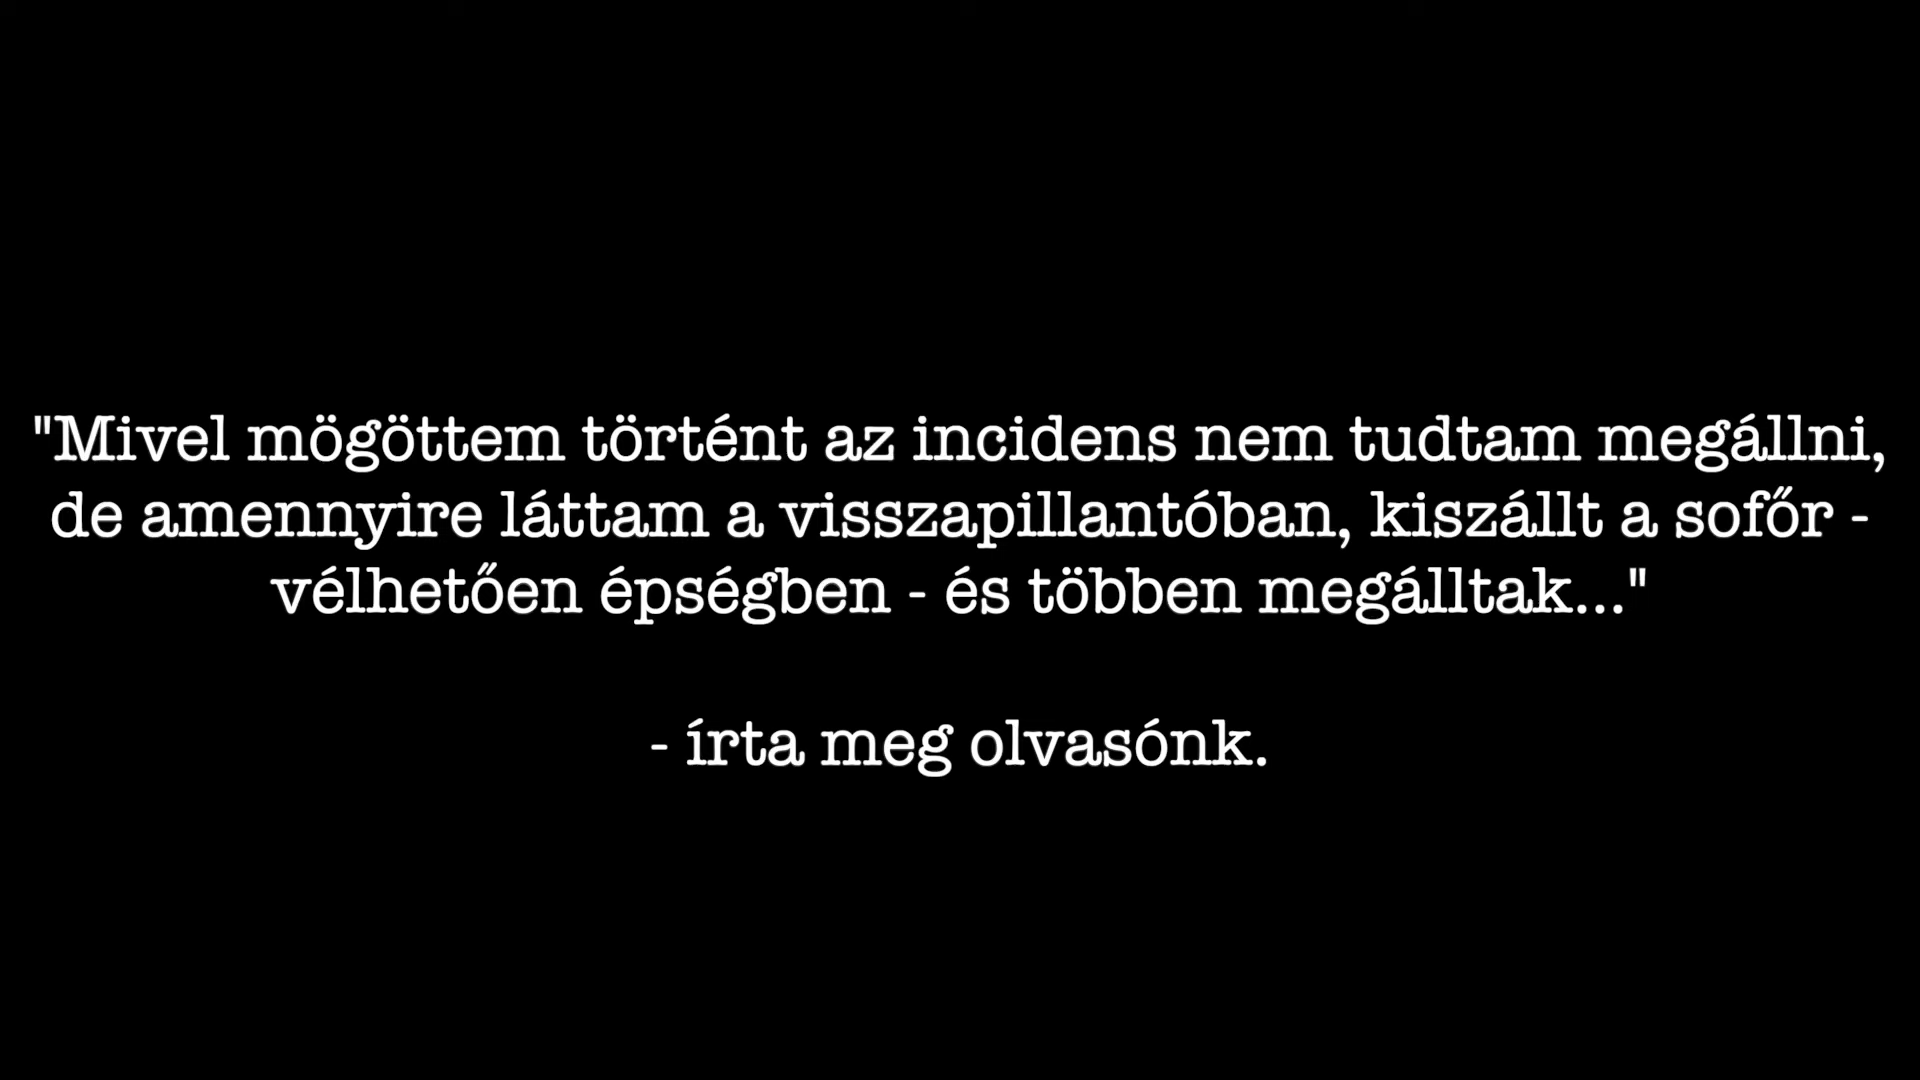 "Mivel mögöttem történt az incidens nem tudtam megállni,
de amennyire láttam a visszapillantóban, kiszállt a sofőr -
vélhetően épségben - és többen megálltak..."
- írta meg olvasónk.